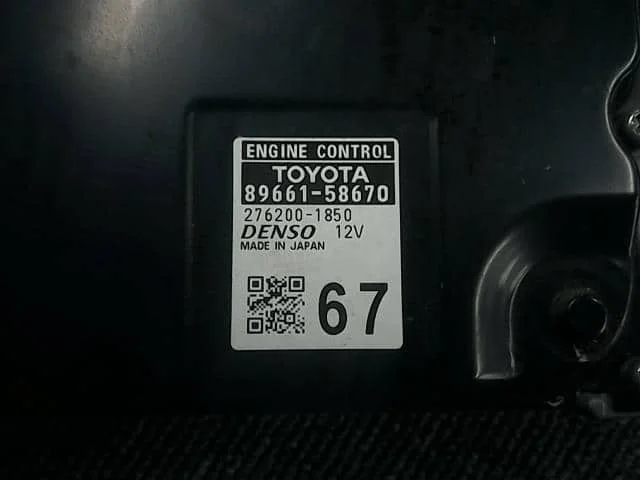 ENGINE CONTROL
TOYOTA
89661-58670
276200-1850
DENSO 12V
MADE IN JAPAN
67